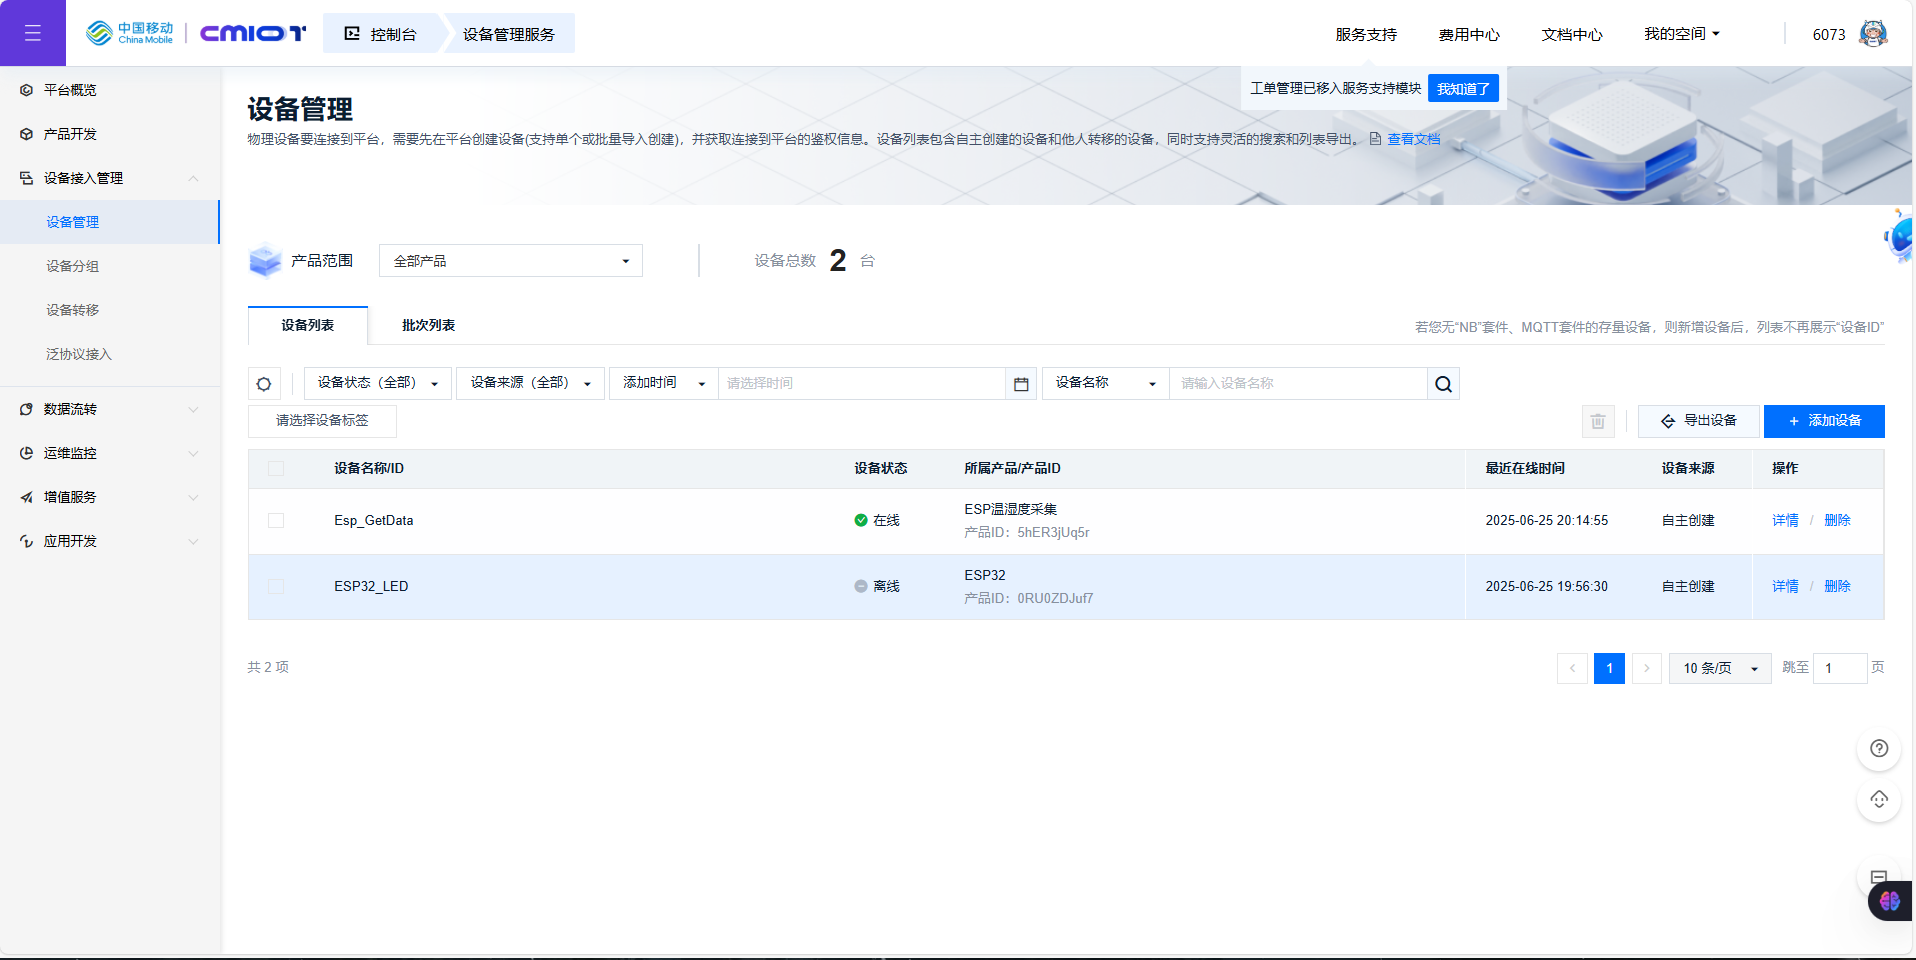 中国移动
China Mobile
CMIOT
控制台
设备管理服务
服务支持
费用中心
文档中心
我的空间
6073
工单管理已移入服务支持模块
我知道了
平台概览
产品开发
设备接入管理
设备管理
设备分组
设备转移
泛协议接入
数据流转
运维监控
增值服务
应用开发
设备管理
物理设备要连接到平台，需要先在平台创建设备(支持单个或批量导入创建)，并获取连接到平台的鉴权信息。设备列表包含自主创建的设备和他人转移的设备，同时支持灵活的搜索和列表导出。 查看文档
产品范围
全部产品
设备总数 2 台
设备列表
批次列表
若您无“NB”套件、MQTT套件的存量设备，则新增设备后，列表不再展示“设备ID”
设备状态（全部）
设备来源（全部）
添加时间
请选择时间
设备名称
请输入设备名称
请选择设备标签
导出设备
+ 添加设备
设备名称/ID
设备状态
所属产品/产品ID
最近在线时间
设备来源
操作
Esp_GetData
在线
ESP温湿度采集
产品ID：5hER3jUq5r
2025-06-25 20:14:55
自主创建
详情 / 删除
ESP32_LED
离线
ESP32
产品ID：0RU0ZDJuf7
2025-06-25 19:56:30
自主创建
详情 / 删除
共 2 项
1
10 条/页
跳至 1 页